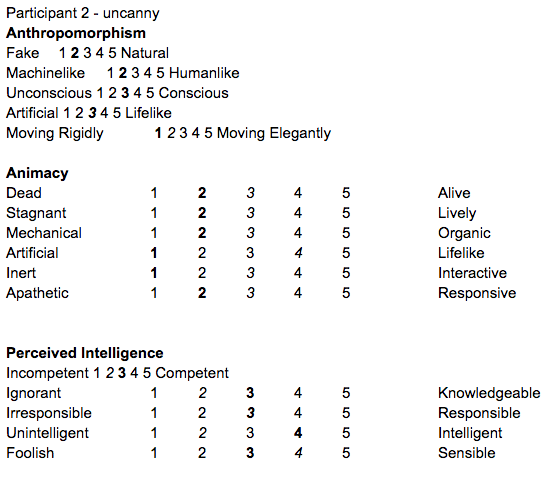 Participant 2 - uncanny
Anthropomorphism
Fake 1 2 3 4 5 Natural
Machinelike 1 2 3 4 5 Humanlike
Unconscious 1 2 3 4 5 Conscious
Artificial 1 2 3 4 5 Lifelike
Moving Rigidly 1 2 3 4 5 Moving Elegantly
Animacy
Dead 1 2 3 4 5 Alive
Stagnant 1 2 3 4 5 Lively
Mechanical 1 2 3 4 5 Organic
Artificial 1 2 3 4 5 Lifelike
Inert 1 2 3 4 5 Interactive
Apathetic 1 2 3 4 5 Responsive
Perceived Intelligence
Incompetent 1 2 3 4 5 Competent
Ignorant 1 2 3 4 5 Knowledgeable
Irresponsible 1 2 3 4 5 Responsible
Unintelligent 1 2 3 4 5 Intelligent
Foolish 1 2 3 4 5 Sensible